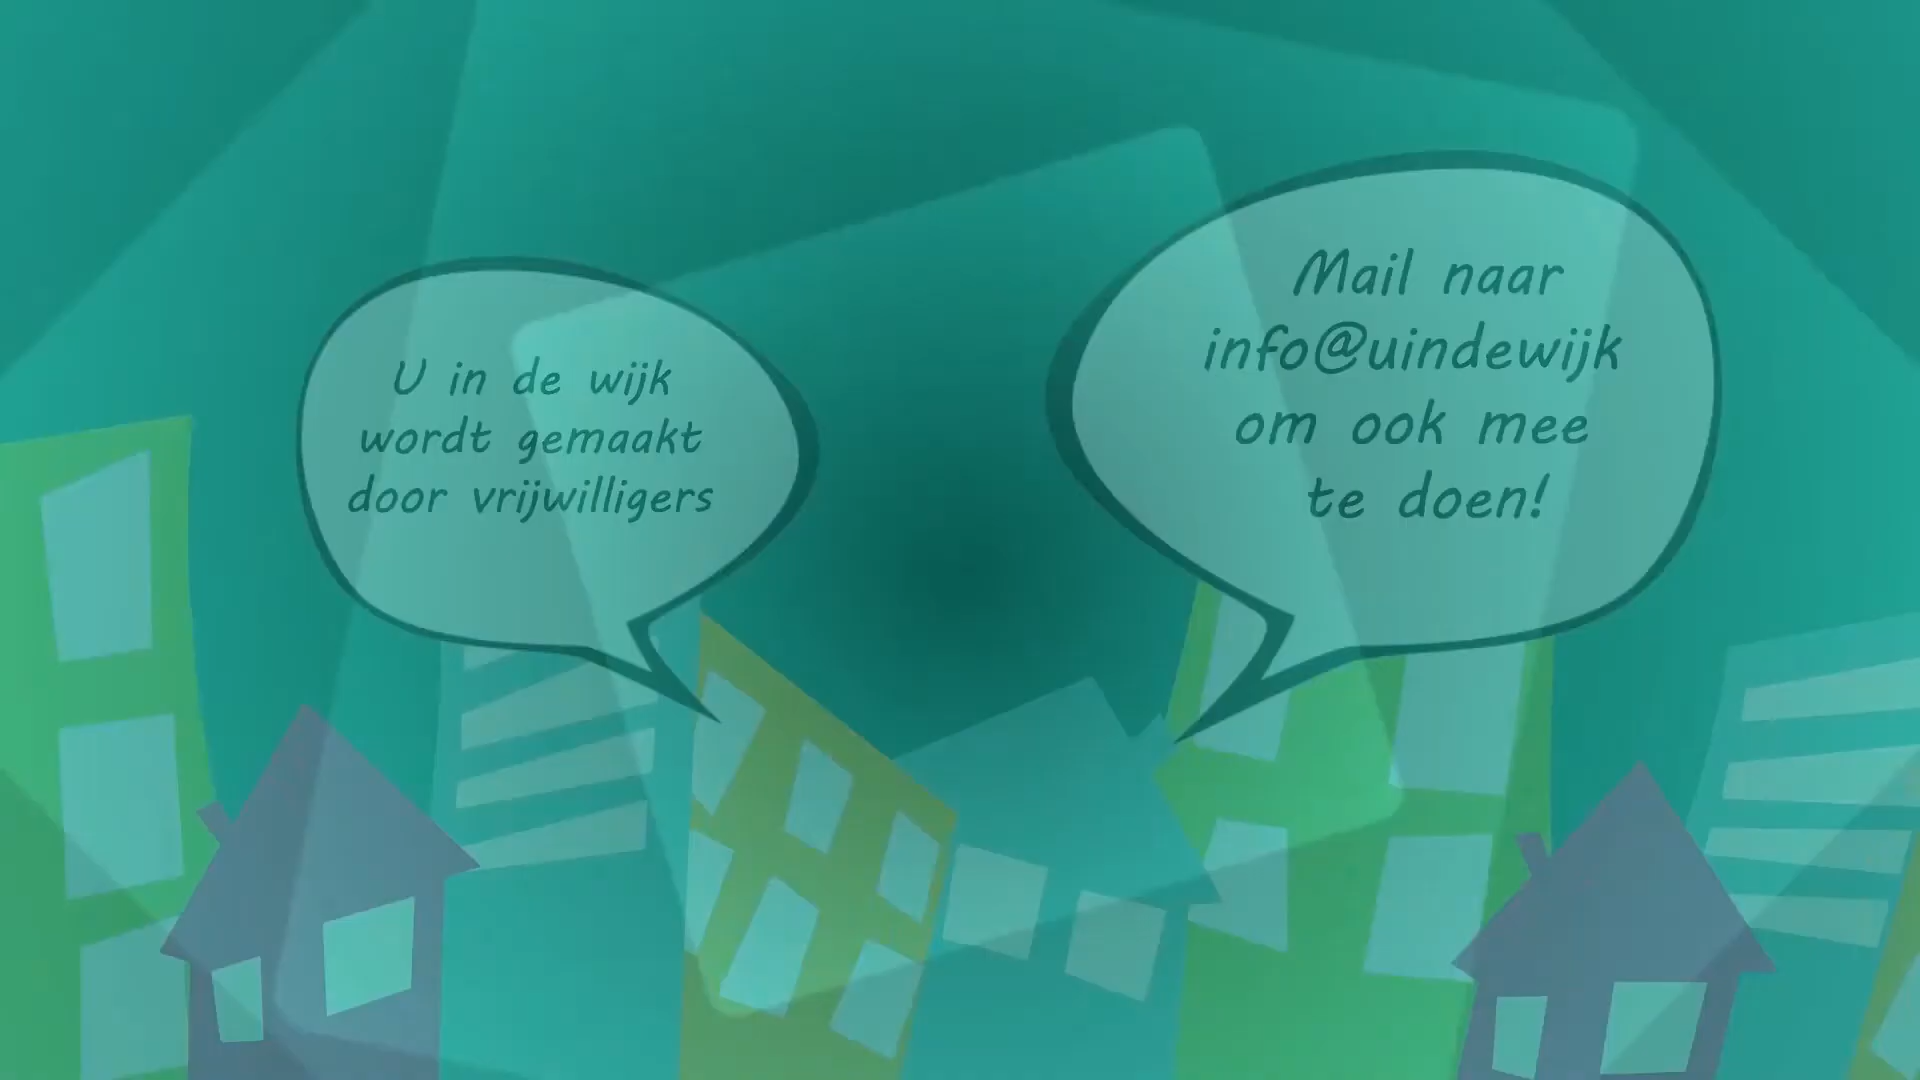 U in de wijk
wordt gemaakt
door vrijwilligers
Mail naar
info@uindewijk
om ook mee
te doen!